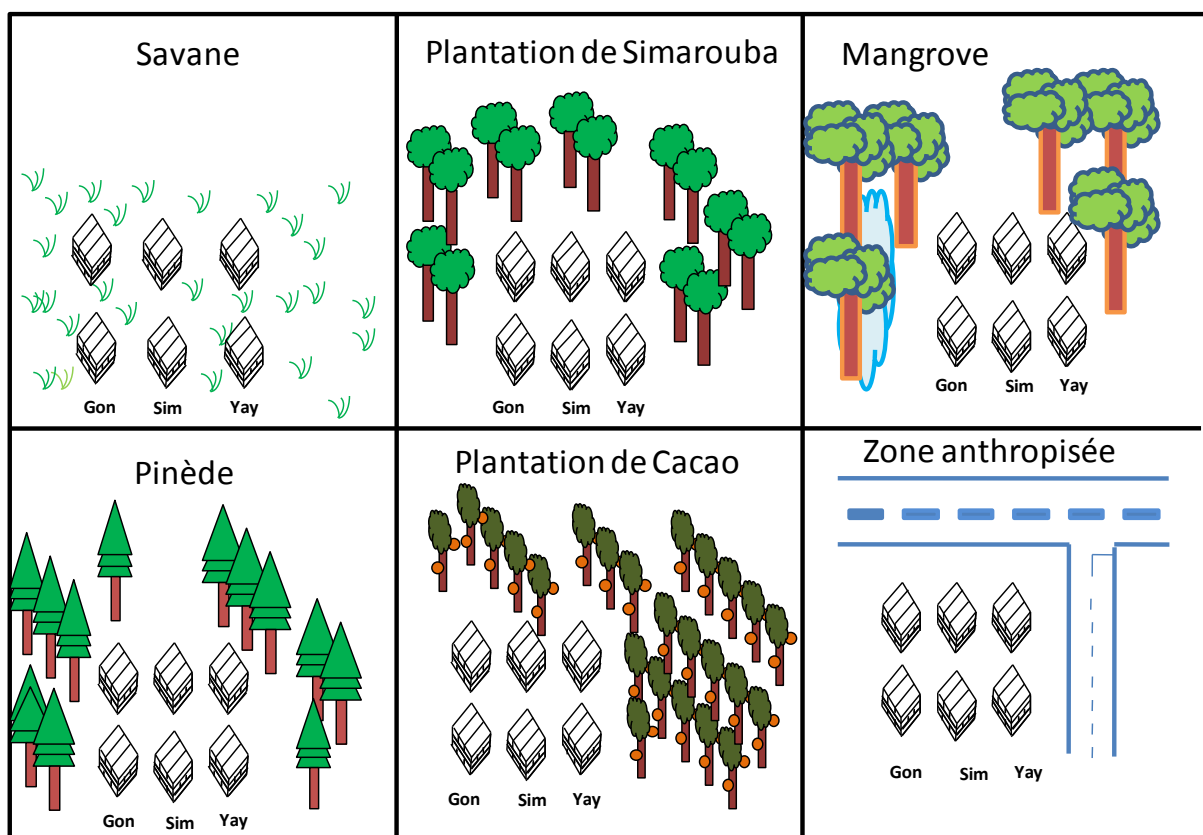 Savane
Gon Sim Yay
Plantation de Simarouba
Gon Sim Yay
Mangrove
Gon Sim Yay
Pinède
Gon Sim Yay
Plantation de Cacao
Gon Sim Yay
Zone anthropisée
Gon Sim Yay